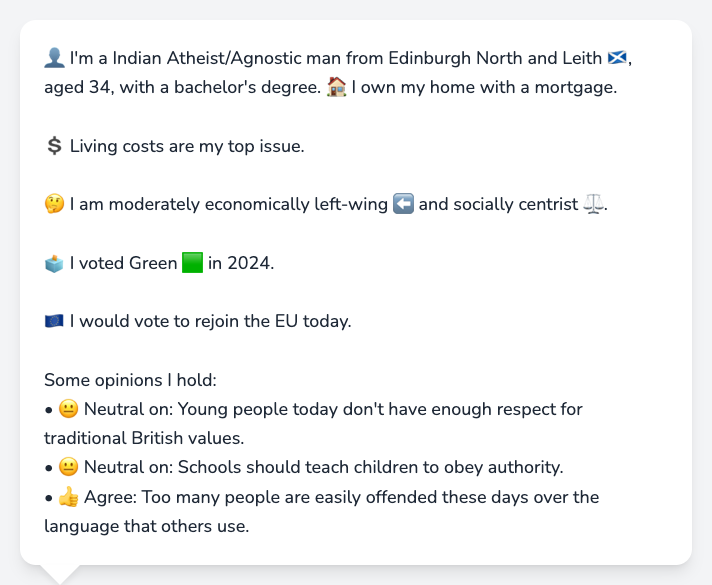 👤 I'm a Indian Atheist/Agnostic man from Edinburgh North and Leith 🏴󠁧󠁢󠁳󠁣󠁴󠁿,
aged 34, with a bachelor's degree. 🏠 I own my home with a mortgage.
💲 Living costs are my top issue.
🤔 I am moderately economically left-wing ⬅️ and socially centrist ⚖️.
🗳️ I voted Green 🟩 in 2024.
🇪🇺 I would vote to rejoin the EU today.
Some opinions I hold:
• 😐 Neutral on: Young people today don't have enough respect for
traditional British values.
• 😐 Neutral on: Schools should teach children to obey authority.
• 👍 Agree: Too many people are easily offended these days over the
language that others use.